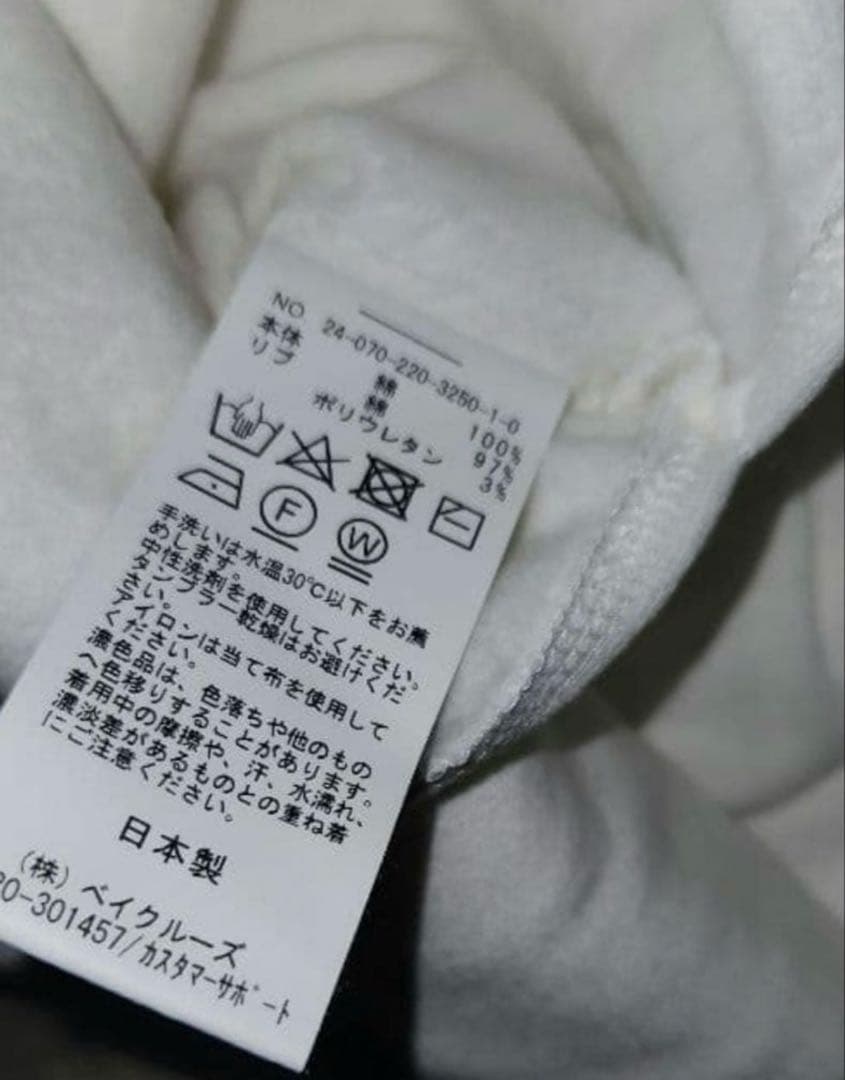 NO 24-070-220-3250-1-0
本体 綿 100%
リブ 綿 97%
ポリウレタン 3%
F W
手洗いは水温30℃以下をお薦
めします。
中性洗剤を使用してください。
タンブラー乾燥はお避けくだ
さい。
アイロンは当て布を使用して
ください。
濃色品は、色落ちや他のもの
へ色移りすることがあります。
着用中の摩擦や、汗、水濡れ、
濃淡差があるものとの重ね着
にご注意ください。
日本製
(株) ベイクルーズ
20-301457/カスタマーサポート